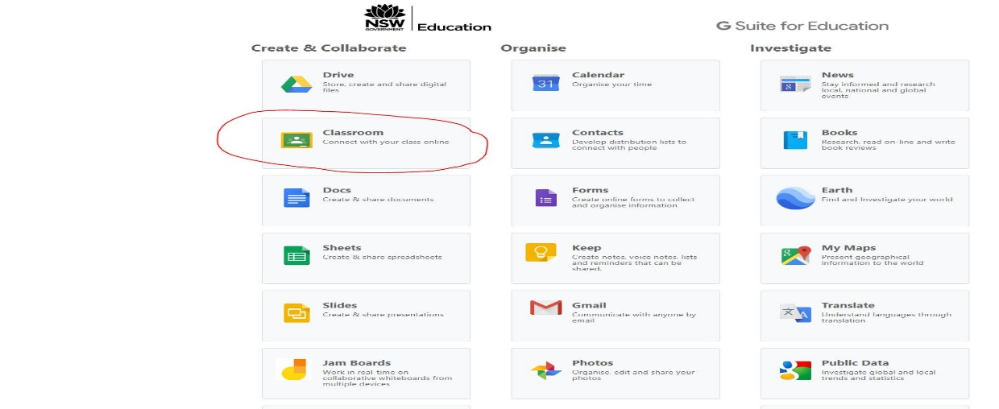 NSW
GOVERNMENT
Education
G Suite for Education
Create & Collaborate
Drive
Store, create and share digital
files
Classroom
Connect with your class online
Docs
Create & share documents
Sheets
Create & share spreadsheets
Slides
Create & share presentations
Jam Boards
Work in real-time on
collaborative whiteboards from
multiple devices
Organise
31
Calendar
Organise your time
Contacts
Develop distribution lists to
connect with people
Forms
Create online forms to collect
and organise information
Keep
Create notes, voice notes, lists
and reminders that can be
shared.
Gmail
Communicate with anyone by
email
Photos
Organise, edit and share your
photos
Investigate
g
News
Stay informed and research
local, national and global
events
Books
Research, read on-line and write
book reviews
Earth
Find and Investigate your world
g
My Maps
Present geographical
information to the world
文A
Translate
Understand languages through
translation
Public Data
Investigate global and local
trends and statistics